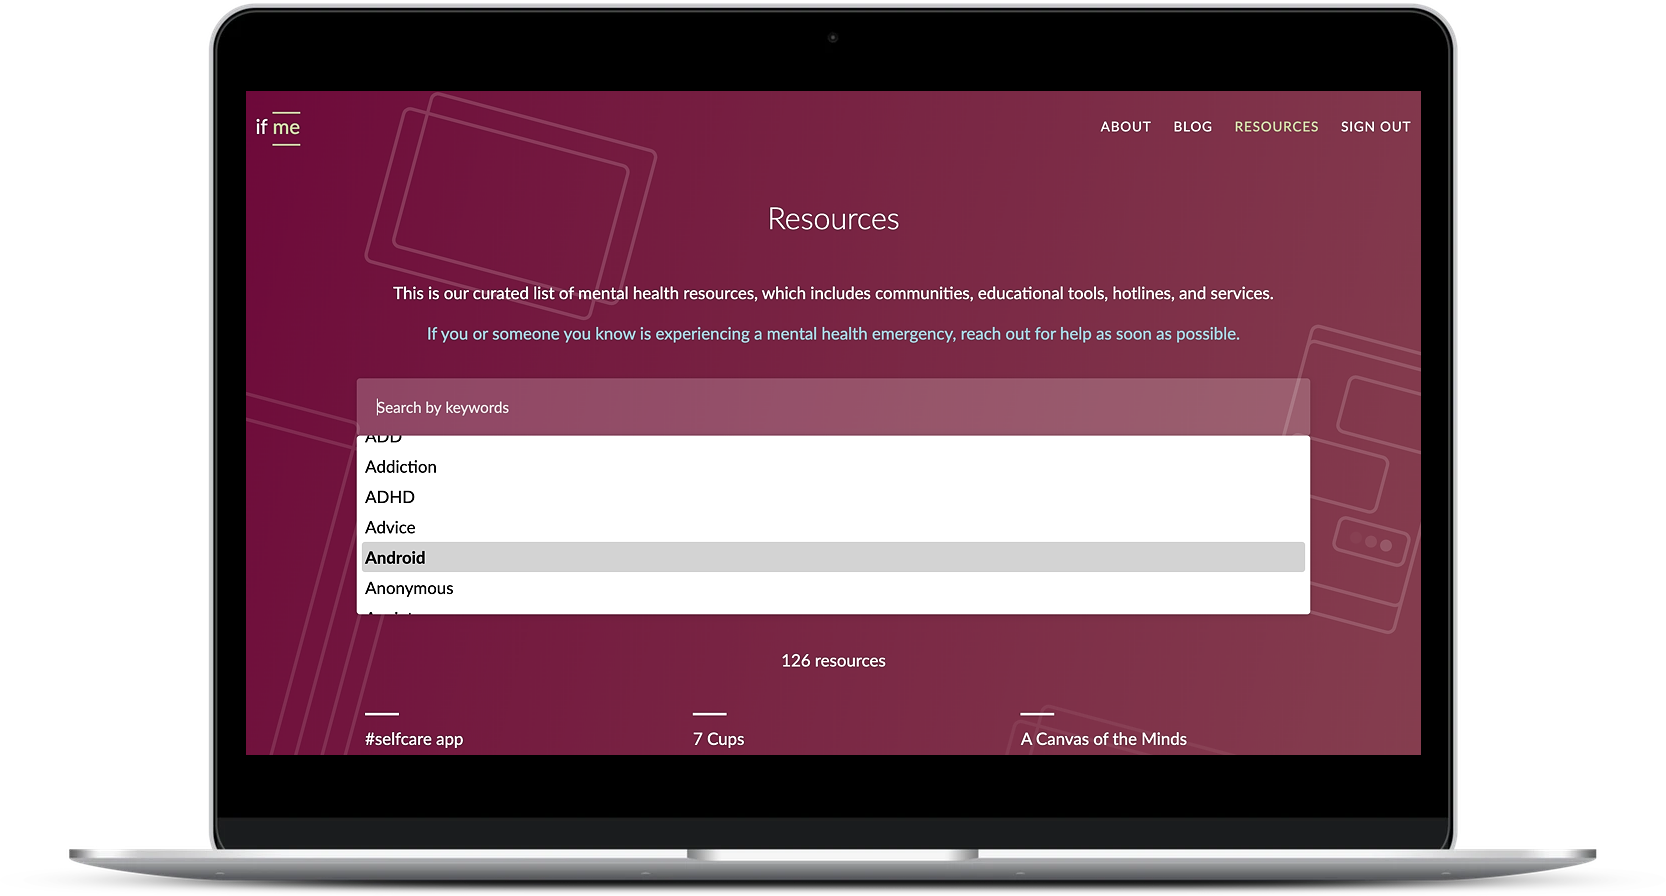 if me
ABOUT BLOG RESOURCES SIGN OUT
Resources
This is our curated list of mental health resources, which includes communities, educational tools, hotlines, and services.
If you or someone you know is experiencing a mental health emergency, reach out for help as soon as possible.
Search by keywords
ADD
Addiction
ADHD
Advice
Android
Anonymous
126 resources
#selfcare app
7 Cups
A Canvas of the Minds